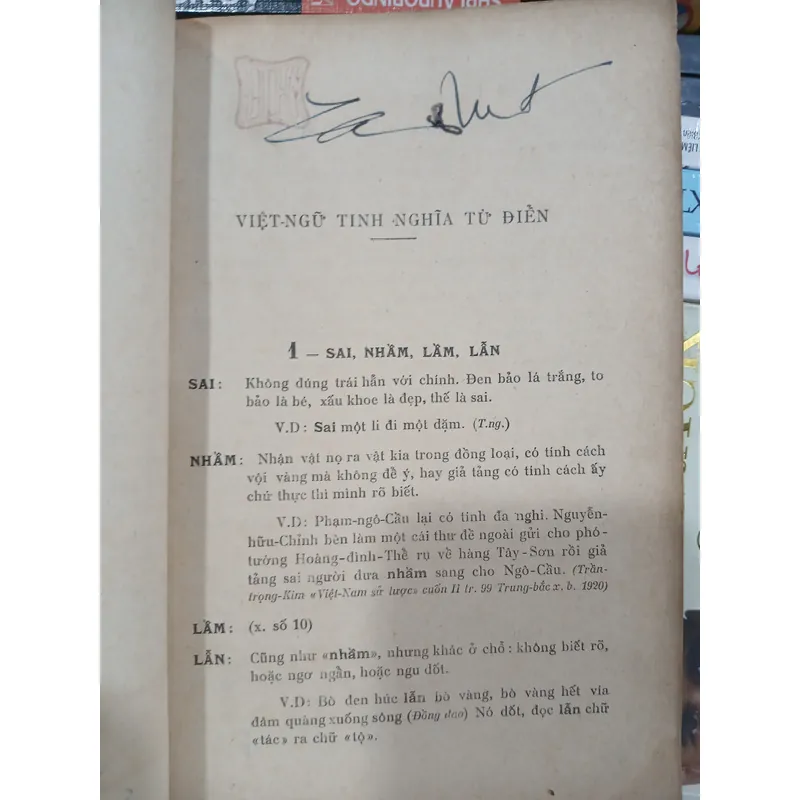 SHRI AUROBINDO
VIỆT-NGỮ TINH NGHĨA TỪ ĐIỂN
1 — SAI, NHẦM, LẦM, LẪN
SAI: Không đúng trái hẳn với chính. Đen bảo là trắng, to
bảo là bé, xấu khoe là đẹp, thế là sai.
V.D: Sai một li đi một dặm. (T.ng.)
NHẦM: Nhận vật nọ ra vật kia trong đồng loại, có tính cách
vội vàng mà không để ý, hay giả tảng có tính cách ấy
chứ thực thì mình rõ biết.
V.D: Phạm-ngô-Cầu lại có tính đa nghi. Nguyễn-
hữu-Chỉnh bèn làm một cái thư để ngoài gửi cho phó-
tướng Hoàng-đình-Thể rụ về hàng Tây-Sơn rồi giả
tảng sai người đưa nhầm sang cho Ngô-Cầu. (Trần-
trọng-Kim «Việt-Nam sử lược» cuốn II tr. 99 Trung-bắc x. b. 1920)
LẦM: (x. số 10)
LẪN: Cũng như «nhầm», nhưng khác ở chỗ: không biết rõ,
hoặc ngơ ngẩn, hoặc ngu dốt.
V.D: Bò đen húc lẫn bò vàng, bò vàng hết vía
đâm quàng xuống sông (Đồng dao) Nó dốt, đọc lẫn chữ
«tác» ra chữ «tộ».